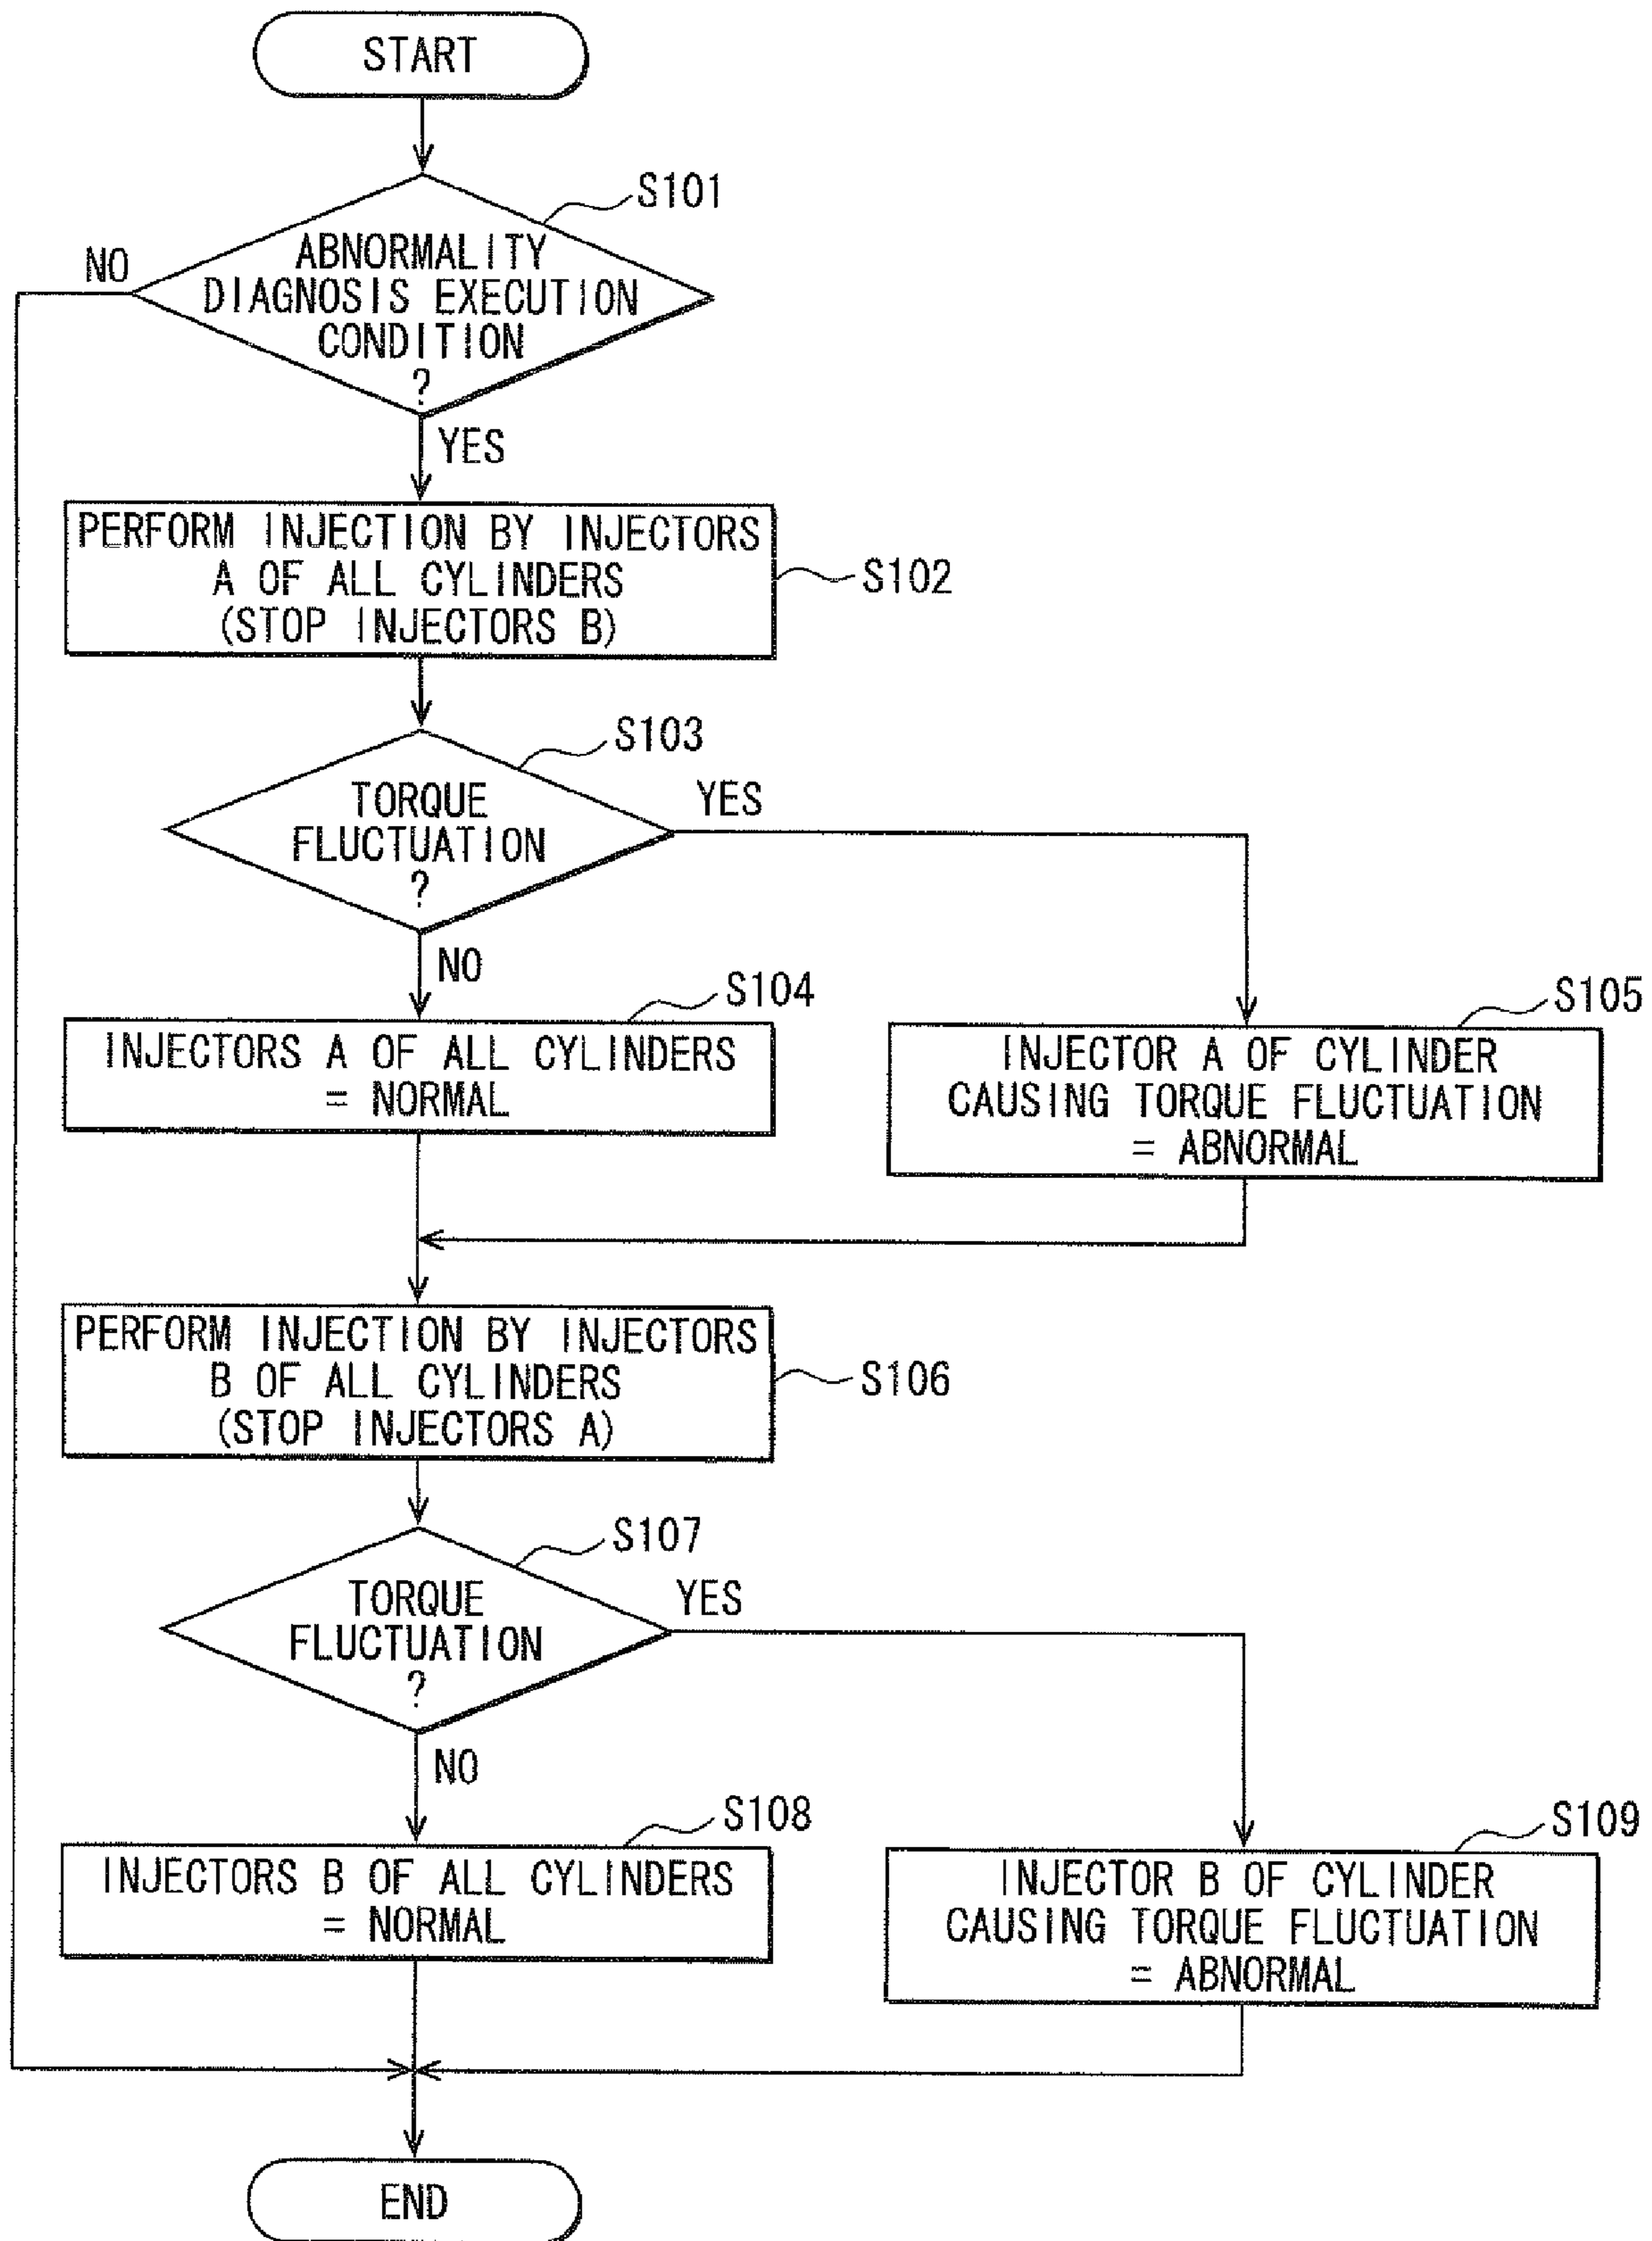 START
S101
NO
ABNORMALITY
DIAGNOSIS EXECUTION
CONDITION
?
YES
PERFORM INJECTION BY INJECTORS
A OF ALL CYLINDERS
(STOP INJECTORS B)
S102
S103
TORQUE
FLUCTUATION
?
YES
NO
S104
INJECTORS A OF ALL CYLINDERS
= NORMAL
S105
INJECTOR A OF CYLINDER
CAUSING TORQUE FLUCTUATION
= ABNORMAL
PERFORM INJECTION BY INJECTORS
B OF ALL CYLINDERS
(STOP INJECTORS A)
S106
S107
TORQUE
FLUCTUATION
?
YES
NO
S108
INJECTORS B OF ALL CYLINDERS
= NORMAL
S109
INJECTOR B OF CYLINDER
CAUSING TORQUE FLUCTUATION
= ABNORMAL
END